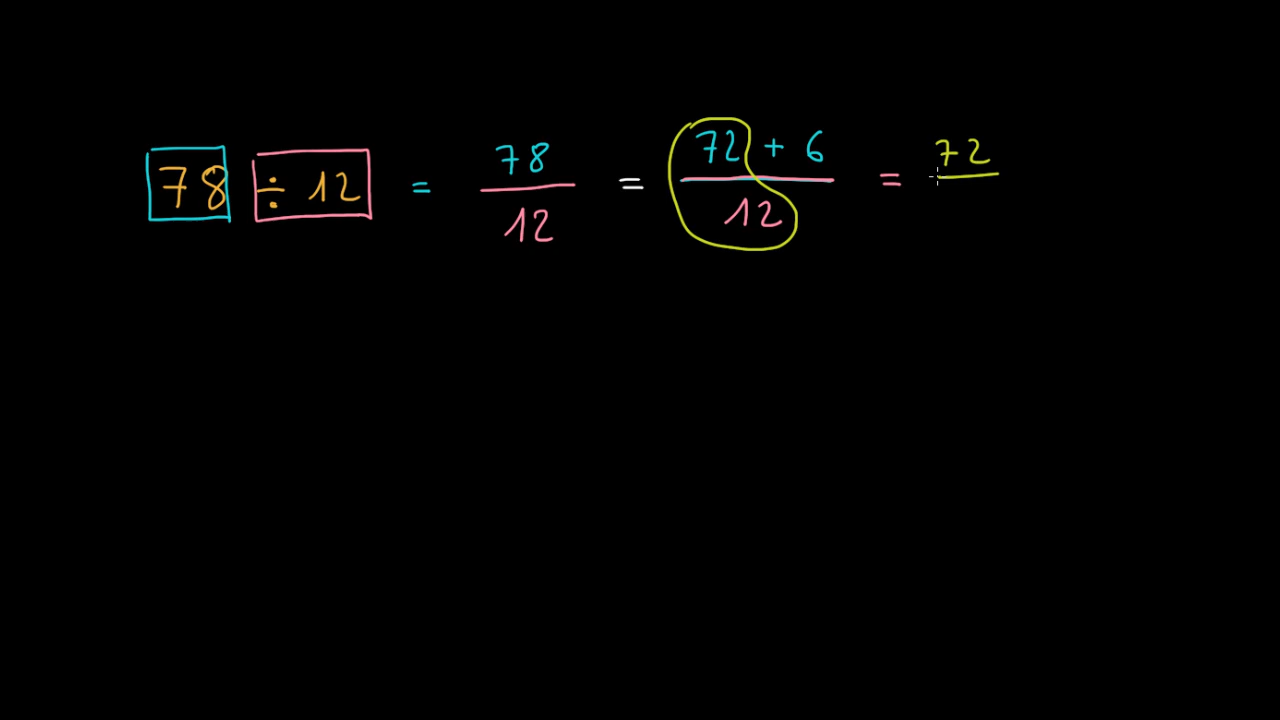 78 ÷ 12 = 78/12 = (72 + 6)/12 = 72/